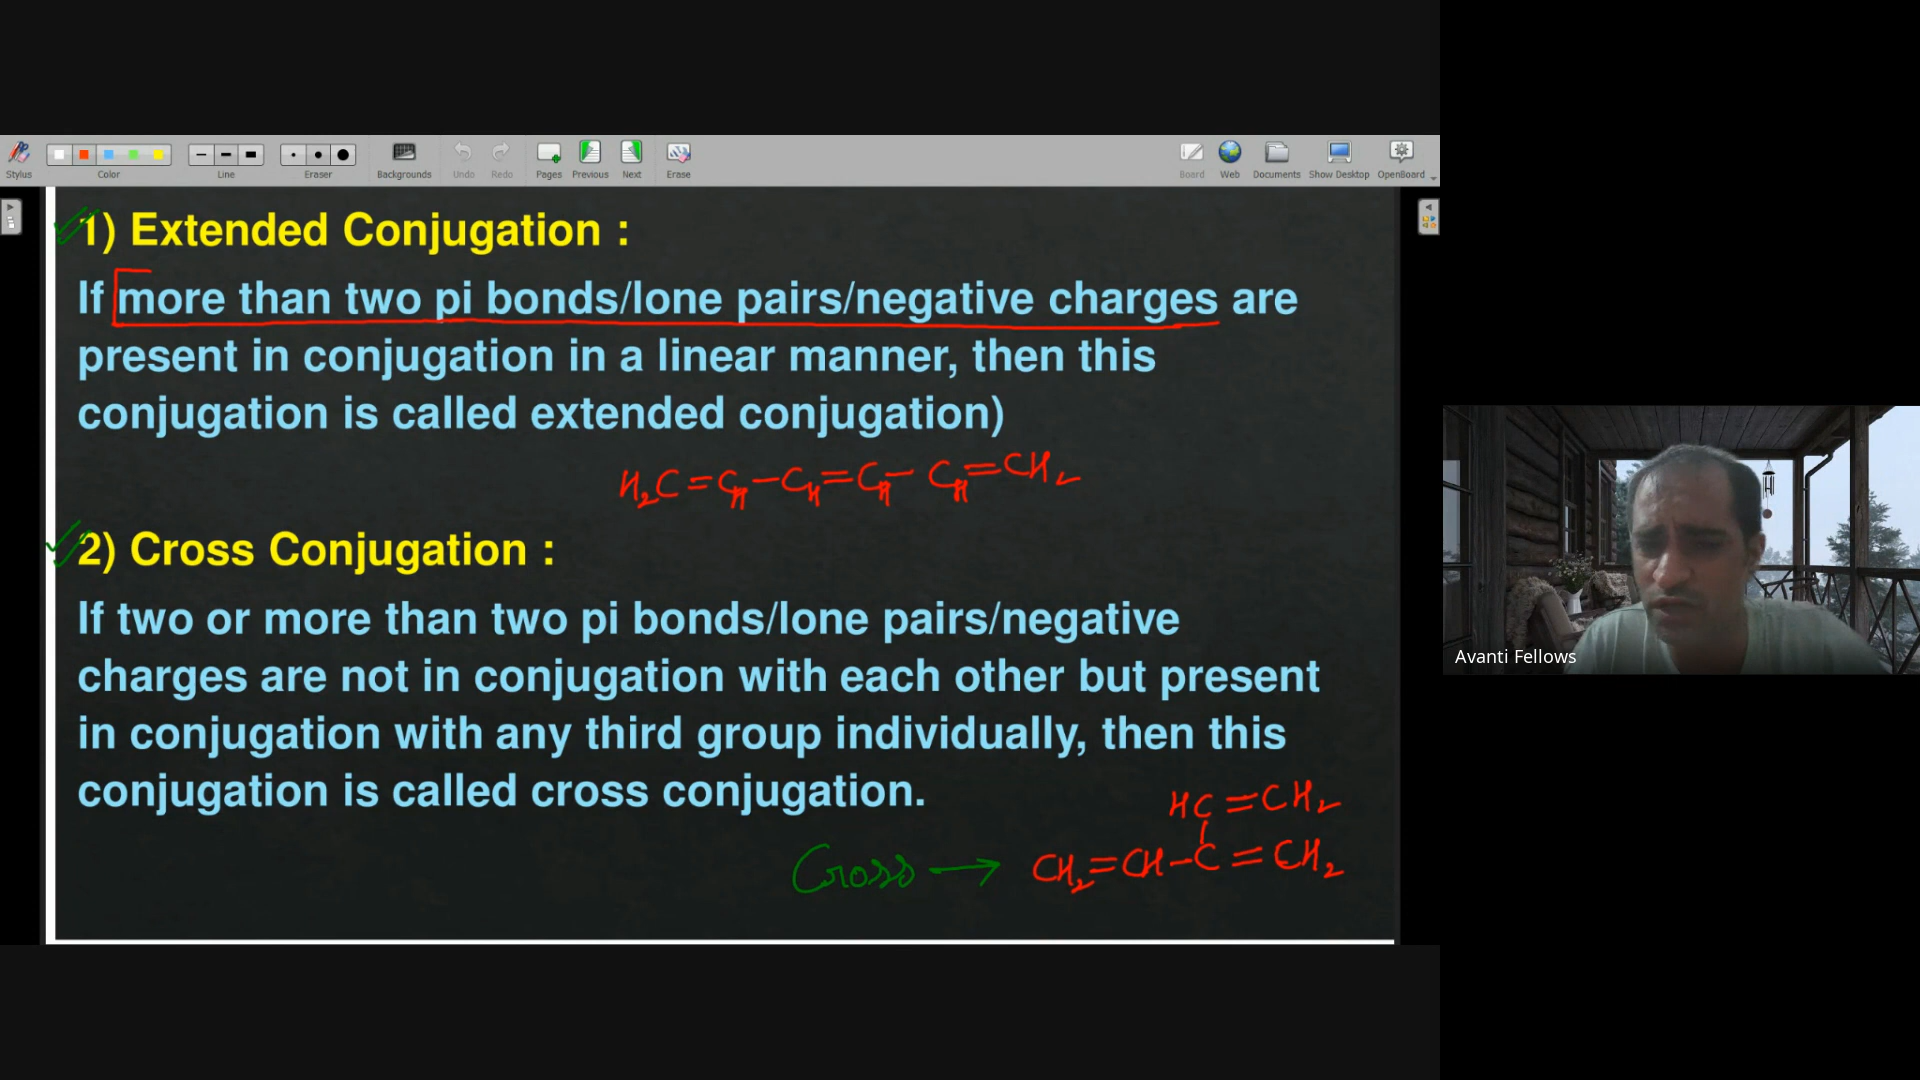 Stylus
Color
Line
Eraser
Backgrounds
Undo
Redo
Pages
Previous
Next
Erase
Board
Web
Documents
Show Desktop
OpenBoard
1) Extended Conjugation :
If more than two pi bonds/lone pairs/negative charges are
present in conjugation in a linear manner, then this
conjugation is called extended conjugation)
H₂C=CH-CH=CH-CH=CH₂
2) Cross Conjugation :
If two or more than two pi bonds/lone pairs/negative
charges are not in conjugation with each other but present
in conjugation with any third group individually, then this
conjugation is called cross conjugation.
HC=CH₂
Cross → CH₂=CH-C=CH₂
Avanti Fellows